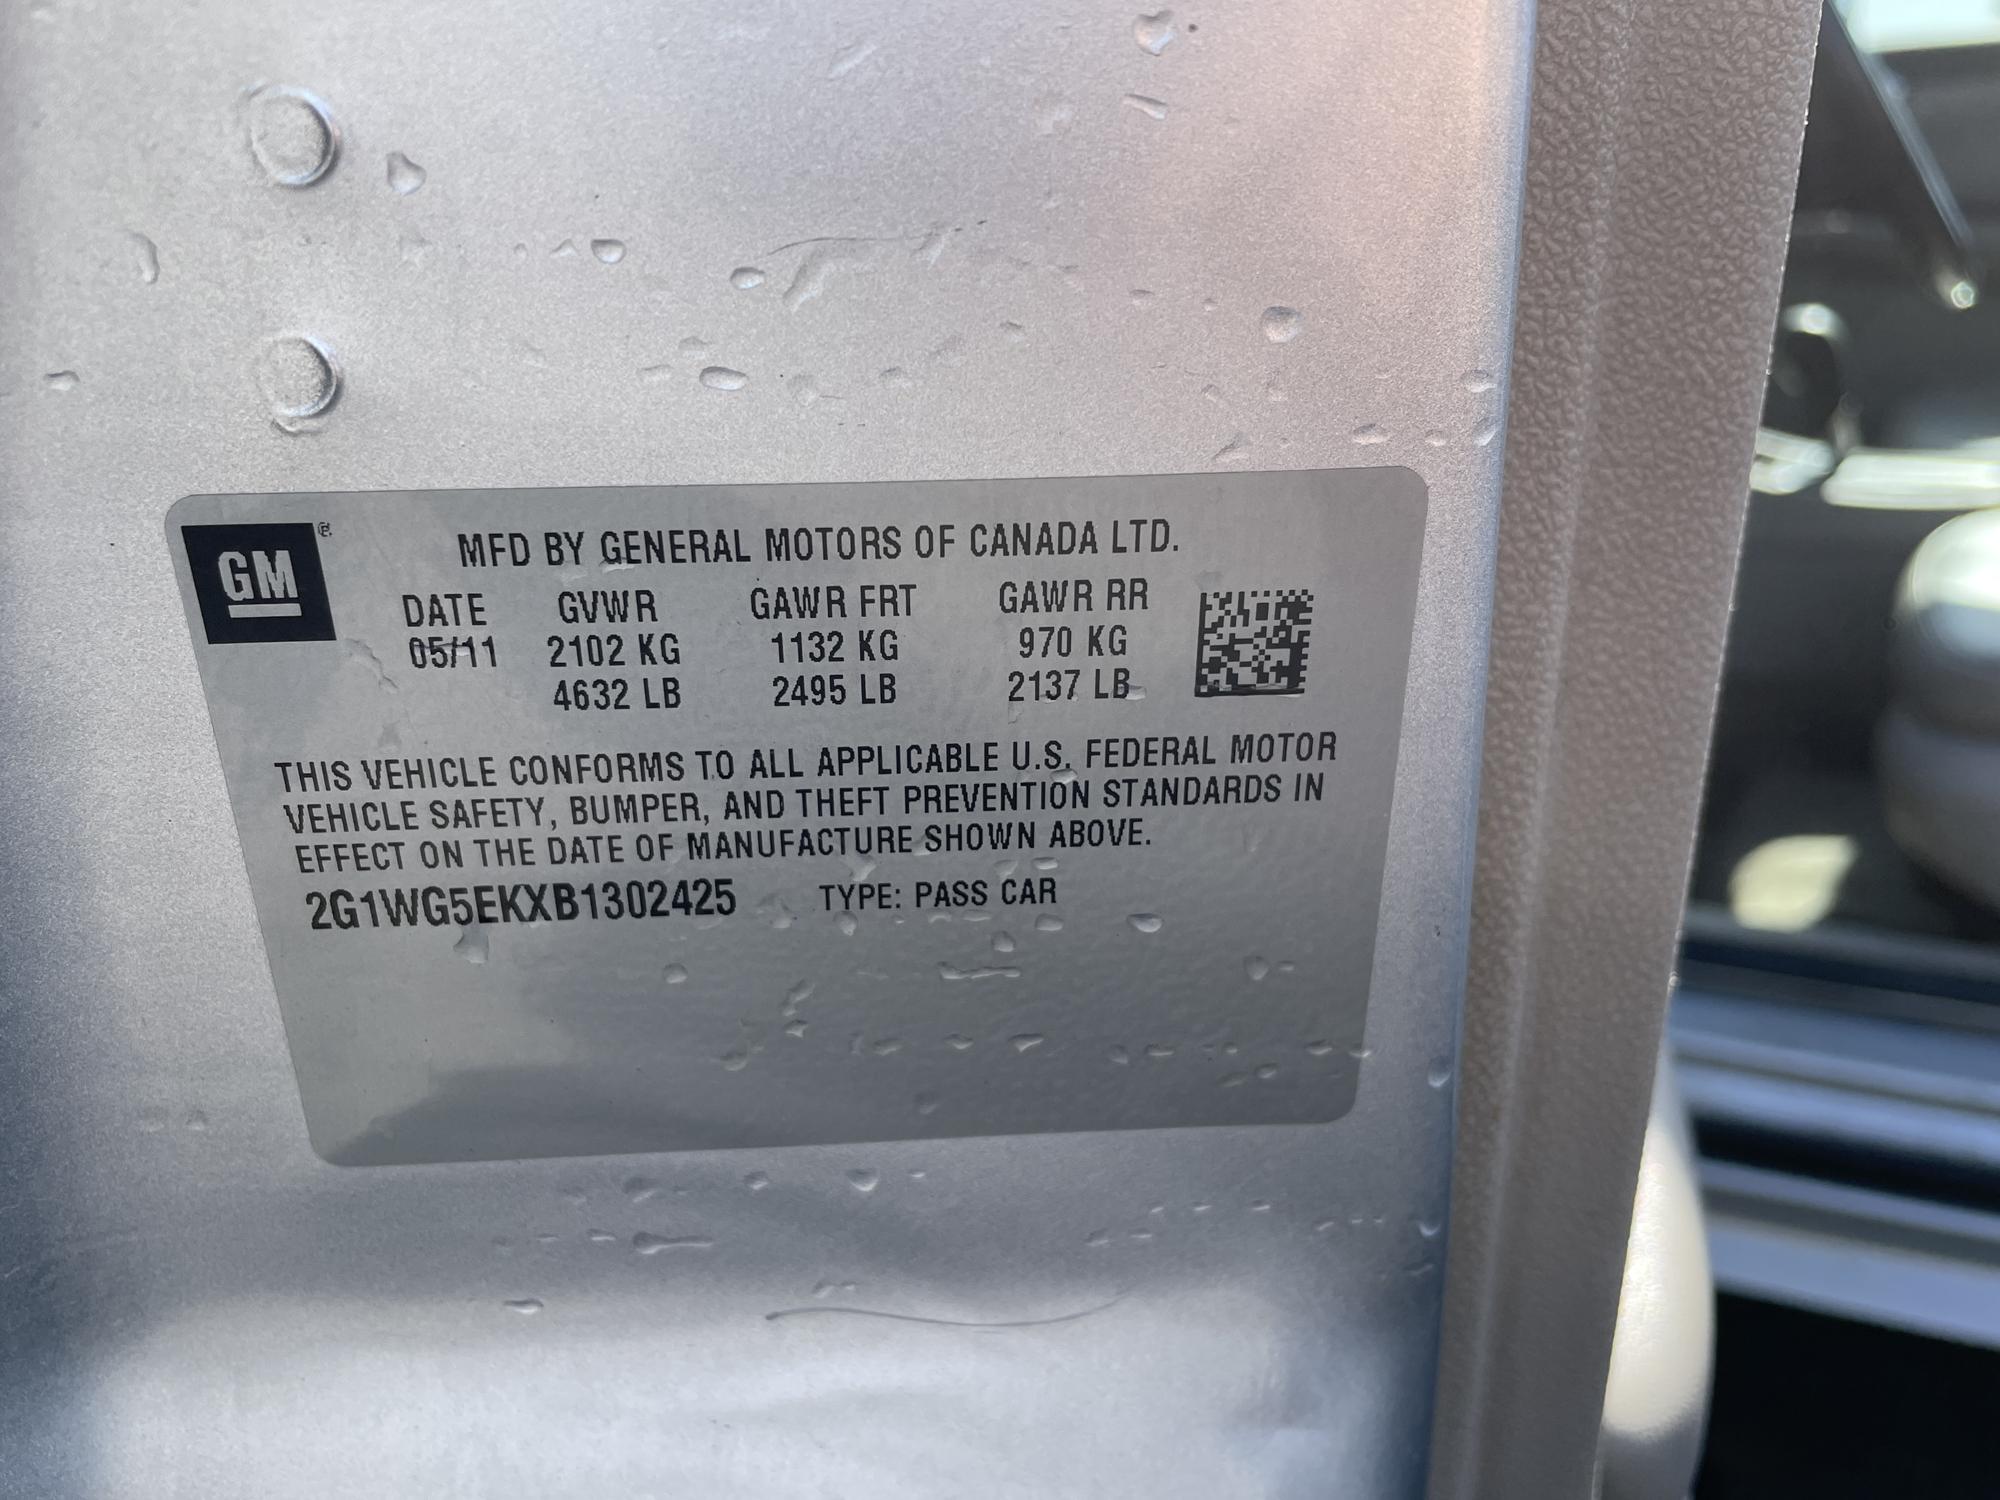 GM ®
MFD BY GENERAL MOTORS OF CANADA LTD.
DATE GVWR GAWR FRT GAWR RR
05/11 2102 KG 1132 KG 970 KG
4632 LB 2495 LB 2137 LB
THIS VEHICLE CONFORMS TO ALL APPLICABLE U.S. FEDERAL MOTOR
VEHICLE SAFETY, BUMPER, AND THEFT PREVENTION STANDARDS IN
EFFECT ON THE DATE OF MANUFACTURE SHOWN ABOVE.
2G1WG5EKXB1302425 TYPE: PASS CAR